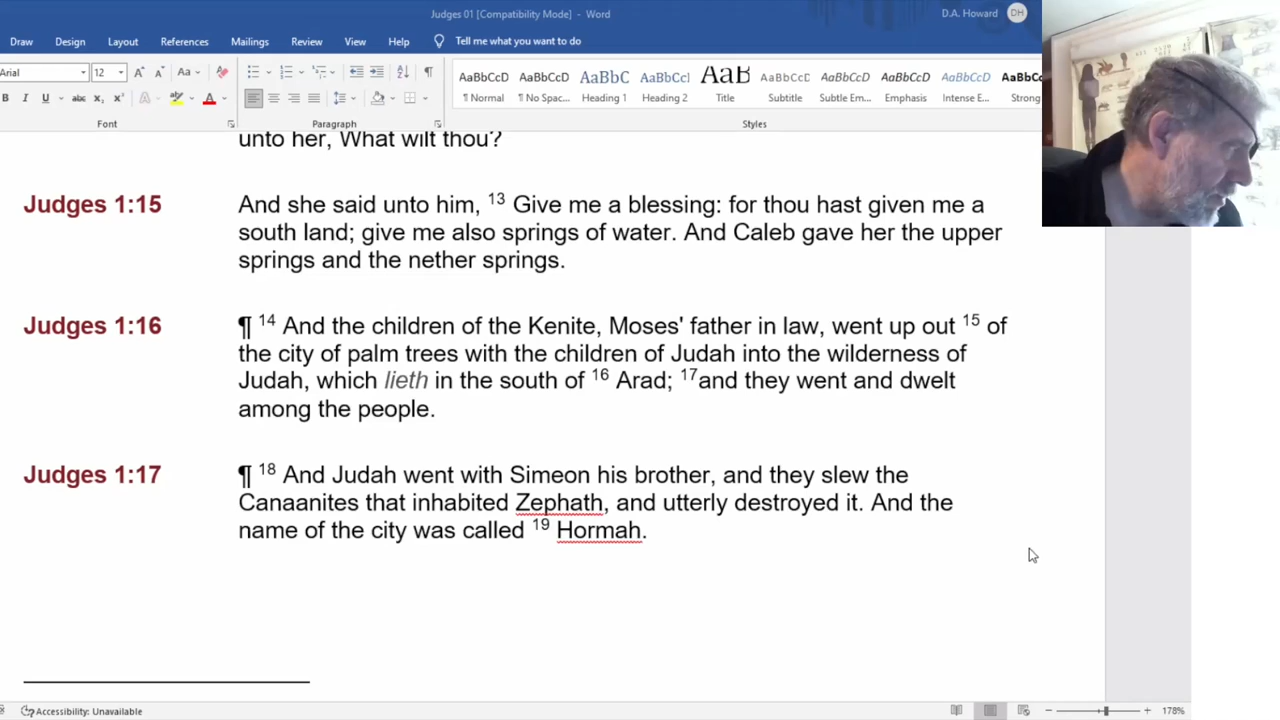 Judges 01 [Compatibility Mode] - Word
D.A. Howard DH
Draw Design Layout References Mailings Review View Help Tell me what you want to do
Arial 12 A A Aa
B I U ab x₂ x² A A
Font Paragraph Styles
AaBbCcD AaBbCcD AaBbC AaBbCcl AaB AaBbCcD AaBbCcD AaBbCcD AaBbCcD AaBbCc
¶ Normal ¶ No Spac... Heading 1 Heading 2 Title Subtitle Subtle Em... Emphasis Intense E... Strong
unto her, What wilt thou?
Judges 1:15 And she said unto him, 13 Give me a blessing: for thou hast given me a
south land; give me also springs of water. And Caleb gave her the upper
springs and the nether springs.
Judges 1:16 ¶ 14 And the children of the Kenite, Moses' father in law, went up out 15 of
the city of palm trees with the children of Judah into the wilderness of
Judah, which lieth in the south of 16 Arad; 17and they went and dwelt
among the people.
Judges 1:17 ¶ 18 And Judah went with Simeon his brother, and they slew the
Canaanites that inhabited Zephath, and utterly destroyed it. And the
name of the city was called 19 Hormah.
Accessibility: Unavailable
178%